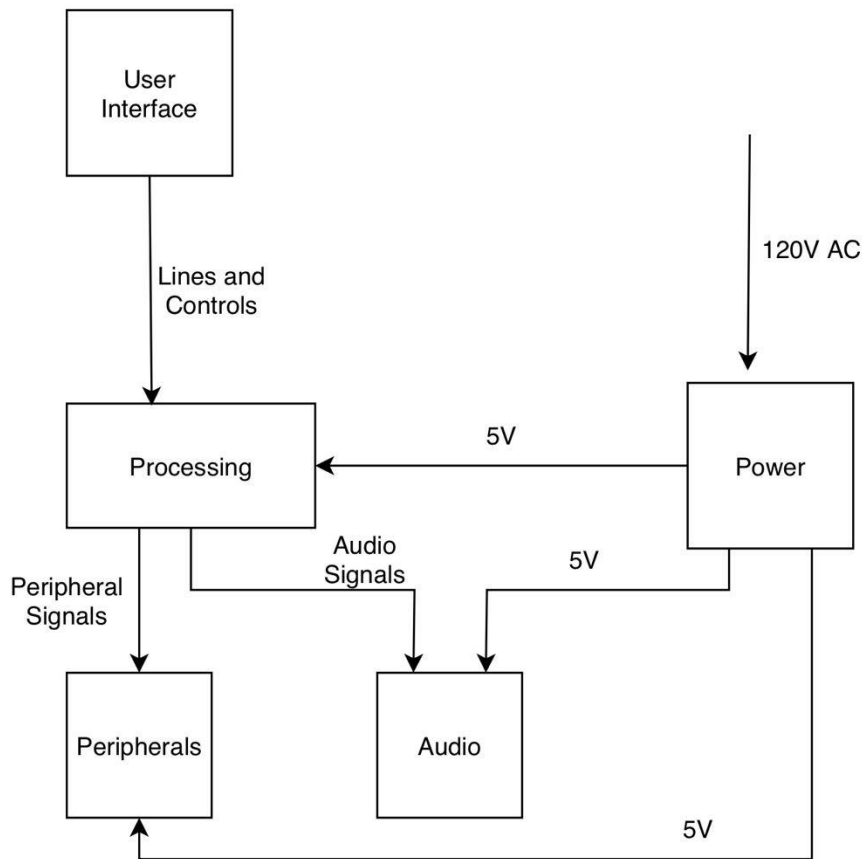 User
Interface
120V AC
Lines and
Controls
5V
Processing
Power
Audio
Signals
5V
Peripheral
Signals
Peripherals
Audio
5V